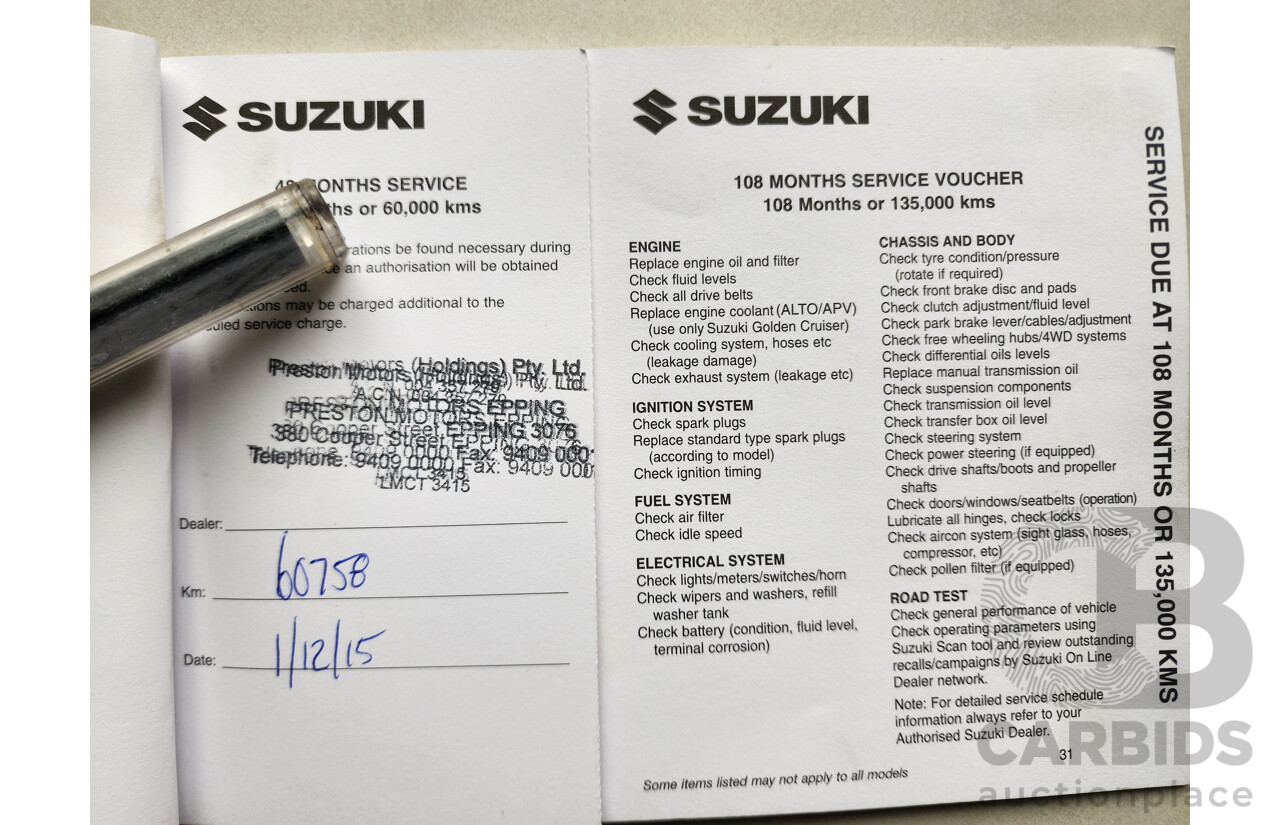 SUZUKI
ONTHS SERVICE
ths or 60,000 kms
rations be found necessary during
e an authorisation will be obtained
ed.
ions may be charged additional to the
uled service charge.
Preston Motors (Holdings) Pty. Ltd.
PRESTON MOTORS EPPING
380 Cooper Street EPPING 3076
Telephone: 9409 0000 Fax: 9409 000
LMCT 3415
Dealer:
Km: 60758
Date: 1/12/15
SUZUKI
108 MONTHS SERVICE VOUCHER
108 Months or 135,000 kms
ENGINE
Replace engine oil and filter
Check fluid levels
Check all drive belts
Replace engine coolant (ALTO/APV)
(use only Suzuki Golden Cruiser)
Check cooling system, hoses etc
(leakage damage)
Check exhaust system (leakage etc)
IGNITION SYSTEM
Check spark plugs
Replace standard type spark plugs
(according to model)
Check ignition timing
FUEL SYSTEM
Check air filter
Check idle speed
ELECTRICAL SYSTEM
Check lights/meters/switches/horn
Check wipers and washers, refill
washer tank
Check battery (condition, fluid level,
terminal corrosion)
CHASSIS AND BODY
Check tyre condition/pressure
(rotate if required)
Check front brake disc and pads
Check clutch adjustment/fluid level
Check park brake lever/cables/adjustment
Check free wheeling hubs/4WD systems
Check differential oils levels
Replace manual transmission oil
Check suspension components
Check transmission oil level
Check transfer box oil level
Check steering system
Check power steering (if equipped)
Check drive shafts/boots and propeller
shafts
Check doors/windows/seatbelts (operation)
Lubricate all hinges, check locks
Check aircon system (sight glass, hoses,
compressor, etc)
Check pollen filter (if equipped)
ROAD TEST
Check general performance of vehicle
Check operating parameters using
Suzuki Scan tool and review outstanding
recalls/campaigns by Suzuki On Line
Dealer network.
Note: For detailed service schedule
information always refer to your
Authorised Suzuki Dealer.
31
Some items listed may not apply to all models
SERVICE DUE AT 108 MONTHS OR 135,000 KMS
CARBIDS
auctionplace